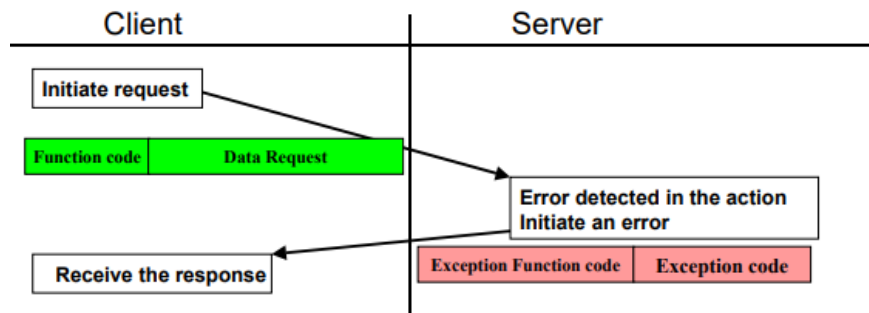 Client
Server
Initiate request
Function code
Data Request
Error detected in the action
Initiate an error
Receive the response
Exception Function code
Exception code